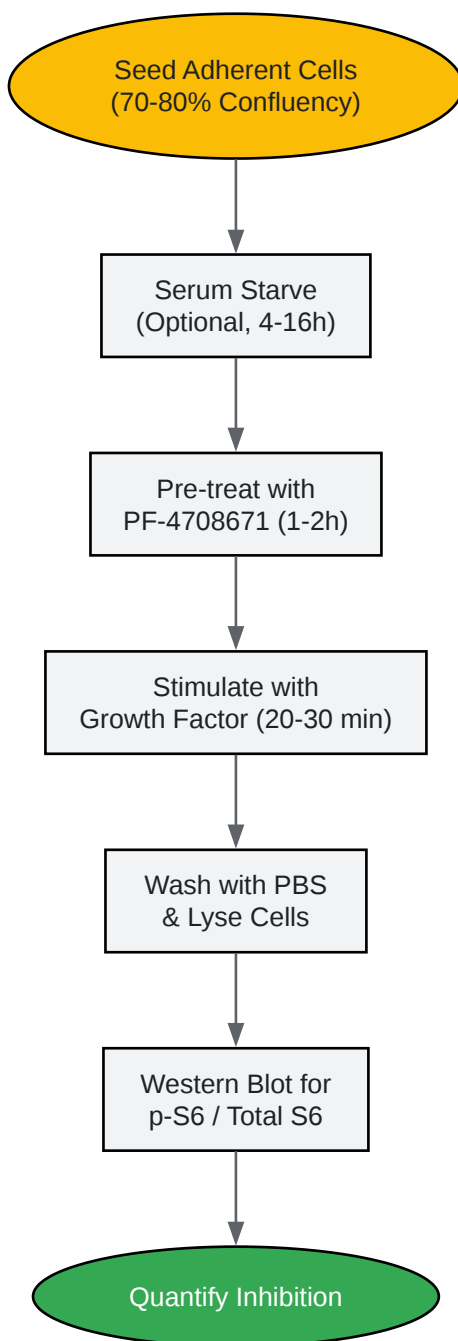 Seed Adherent Cells
(70-80% Confluency)
Serum Starve
(Optional, 4-16h)
Pre-treat with
PF-4708671 (1-2h)
Stimulate with
Growth Factor (20-30 min)
Wash with PBS
& Lyse Cells
Western Blot for
p-S6 / Total S6
Quantify Inhibition